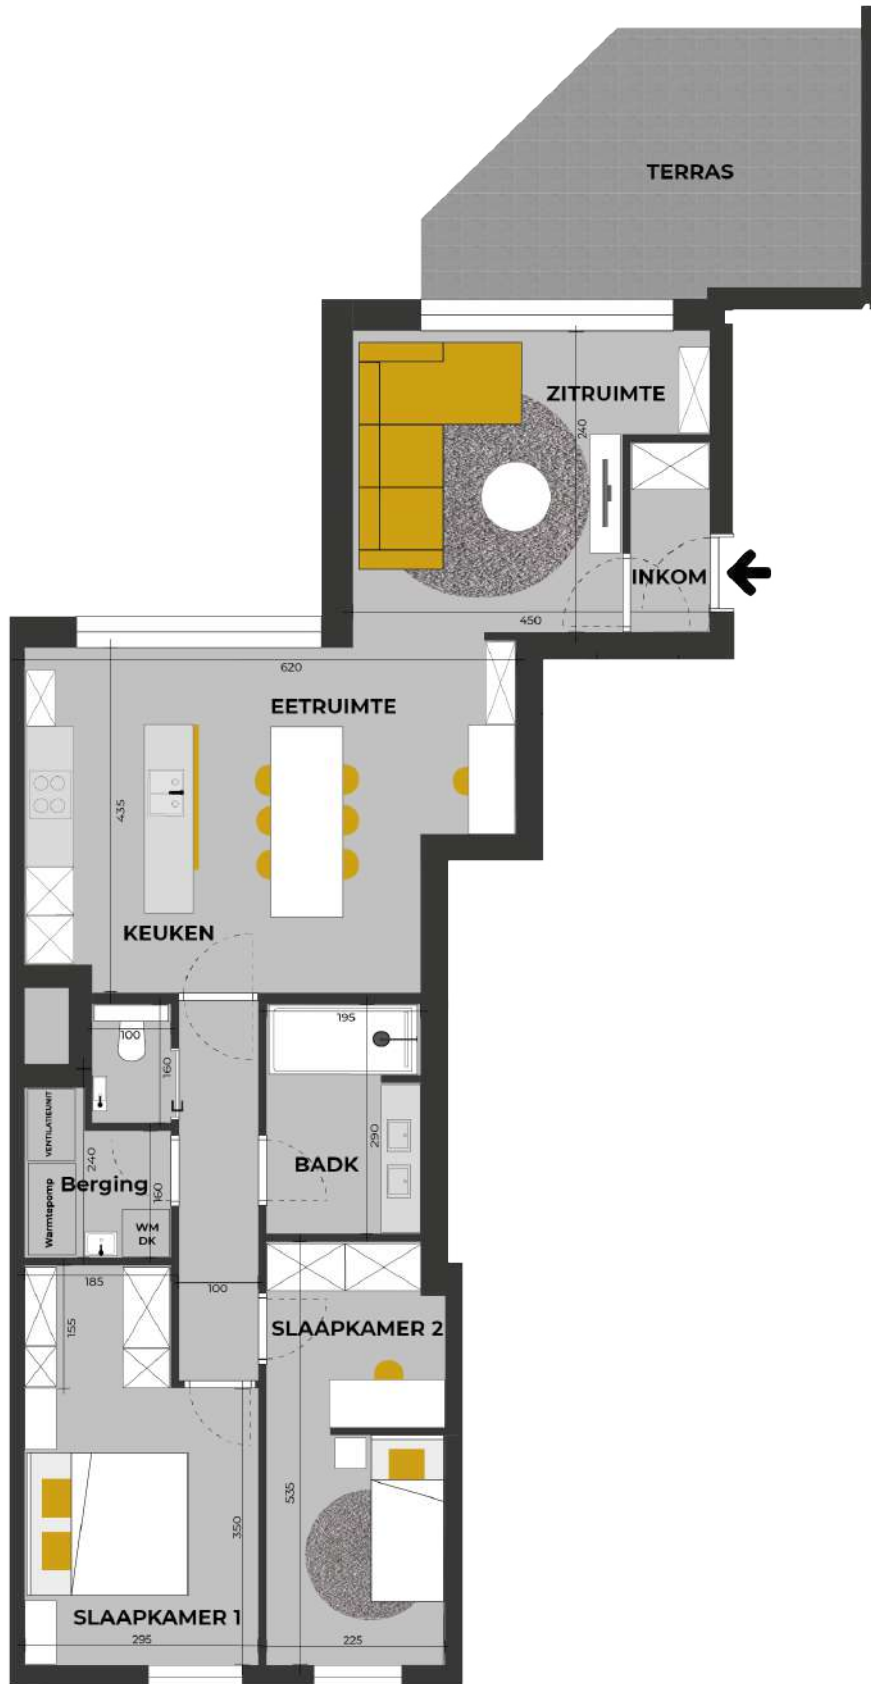 TERRAS
ZITRUIMTE
240
INKOM
450
620
EETRUIMTE
435
KEUKEN
100
160
195
290
VENTILATIEUNIT
240
Berging
Warmtepomp
160
WM
DK
BADK
185
100
155
SLAAPKAMER 2
535
350
SLAAPKAMER 1
295
225